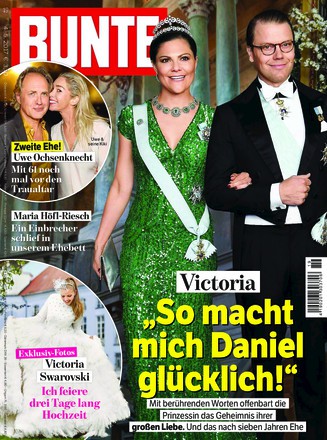 BUNTE
Zweite Ehe!
Uwe Ochsenknecht
Mit 61 noch
mal vor den
Traualtar
Uwe &
seine Kiki
Maria Höfl-Riesch
Ein Einbrecher
schlief in
unserem Ehebett
Exklusiv-Fotos
Victoria
Swarovski
Ich feiere
drei Tage lang
Hochzeit
Victoria
„So macht
mich Daniel
glücklich!“
Mit berührenden Worten offenbart die
Prinzessin das Geheimnis ihrer
großen Liebe. Und das nach sieben Jahren Ehe